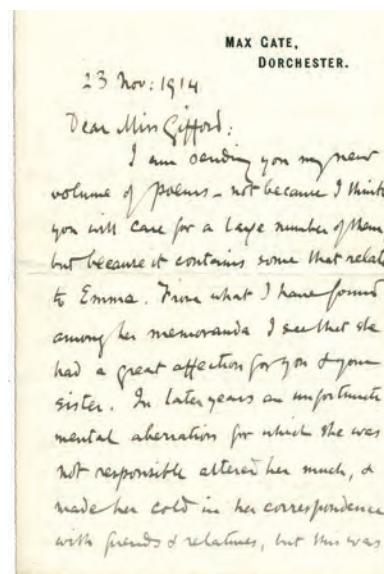 MAX GATE,
DORCHESTER.
23 Nov: 1914
Dear Miss Gifford:
I am sending you my new
volume of poems - not because I think
you will care for a large number of them
but because it contains some that relate
to Emma. From what I have found
among her memoranda I see that she
had a great affection for you & your
sister. In later years an unfortunate
mental aberration for which she was
not responsible altered her much, &
made her cold in her correspondence
with friends & relatives, but this was